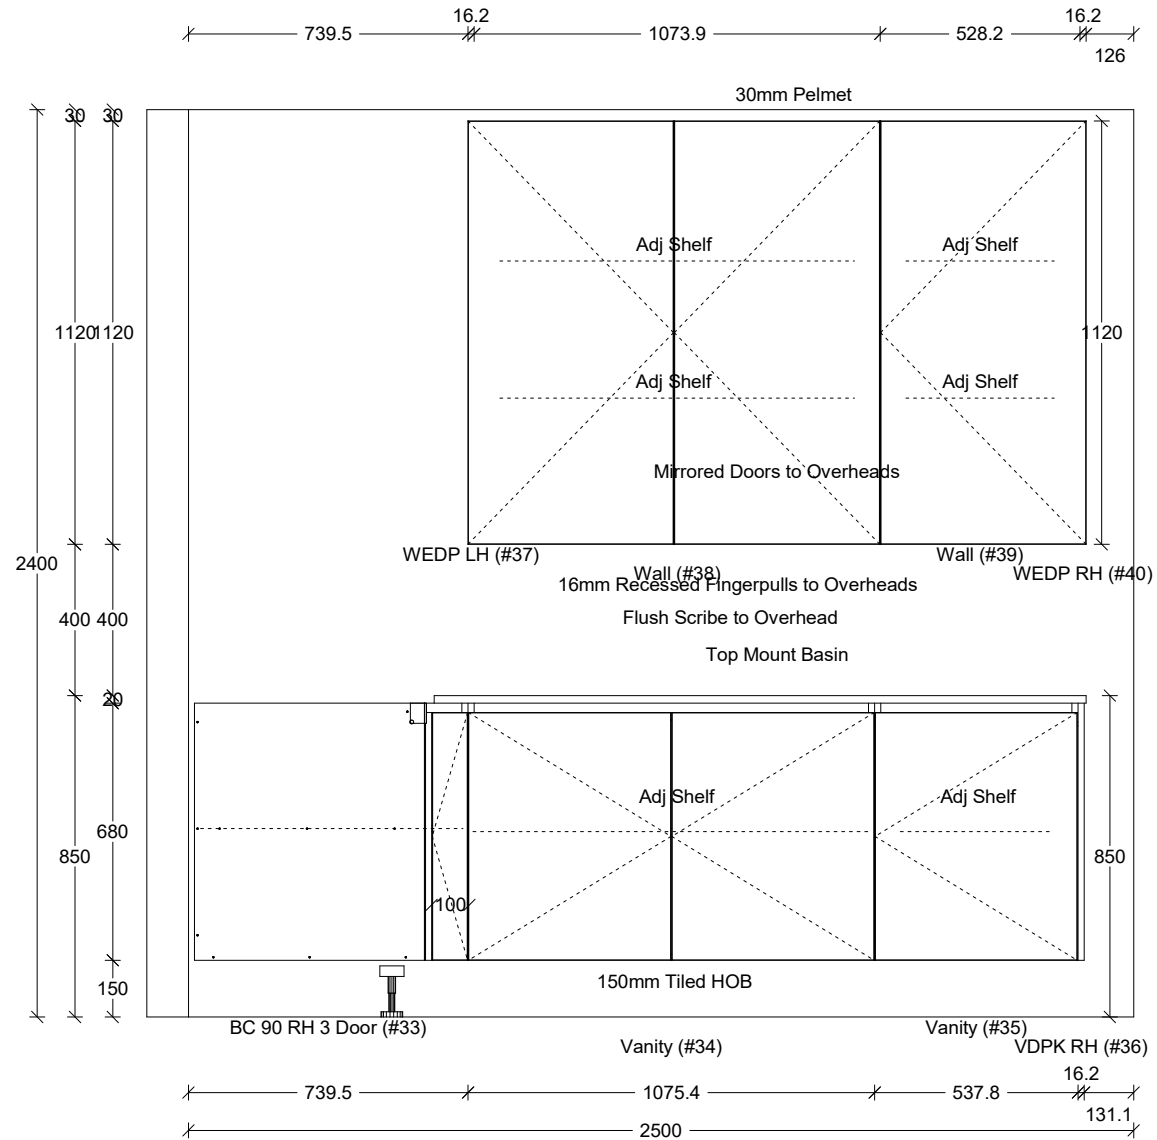 16.2
16.2
739.5
1073.9
528.2
126
30mm Pelmet
30
30
Adj Shelf
Adj Shelf
1120
1120
1120
Adj Shelf
Adj Shelf
Mirrored Doors to Overheads
WEDP LH (#37)
Wall (#39)
2400
Wall (#38)
WEDP RH (#40)
16mm Recessed Fingerpulls to Overheads
400
400
Flush Scribe to Overhead
Top Mount Basin
20
Adj Shelf
Adj Shelf
680
850
850
100
150mm Tiled HOB
150
BC 90 RH 3 Door (#33)
Vanity (#35)
Vanity (#34)
VDPK RH (#36)
16.2
739.5
1075.4
537.8
131.1
2500